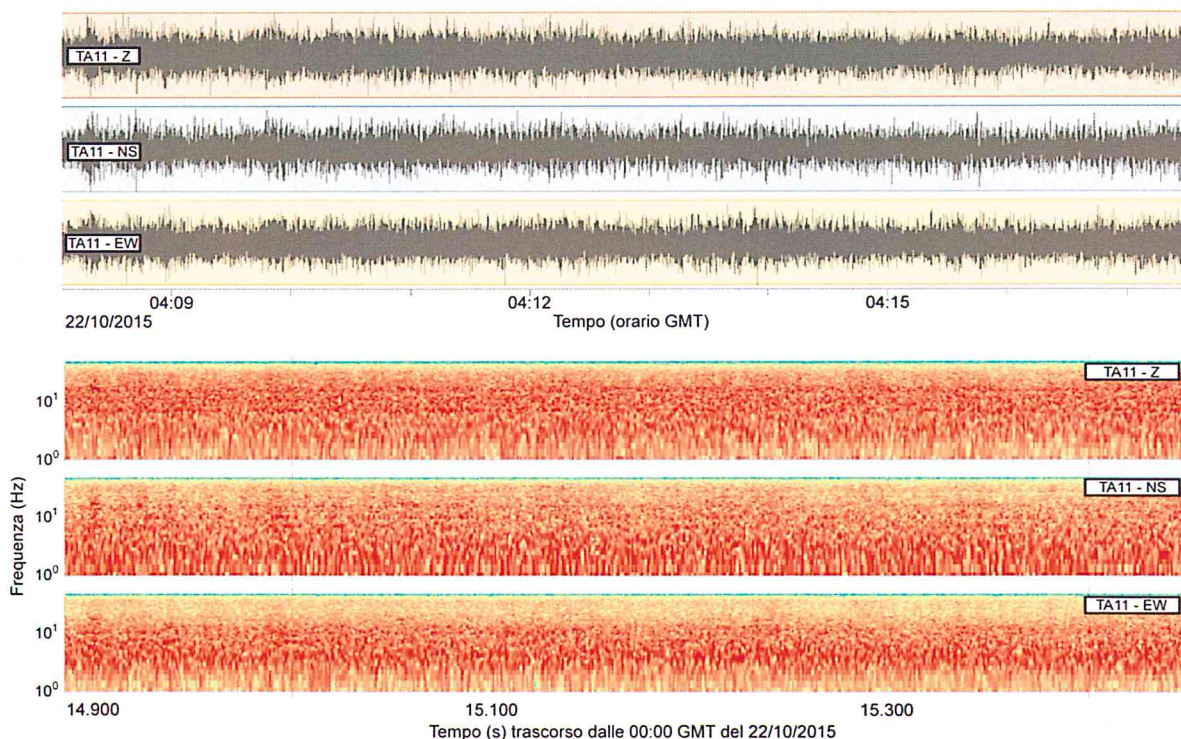 TA11 - Z
TA11 - NS
TA11 - EW
04:09 04:12 04:15
22/10/2015 Tempo (orario GMT)
TA11 - Z
10¹
10⁰
TA11 - NS
10¹
10⁰
TA11 - EW
10¹
10⁰
Frequenza (Hz)
14.900 15.100 15.300
Tempo (s) trascorso dalle 00:00 GMT del 22/10/2015